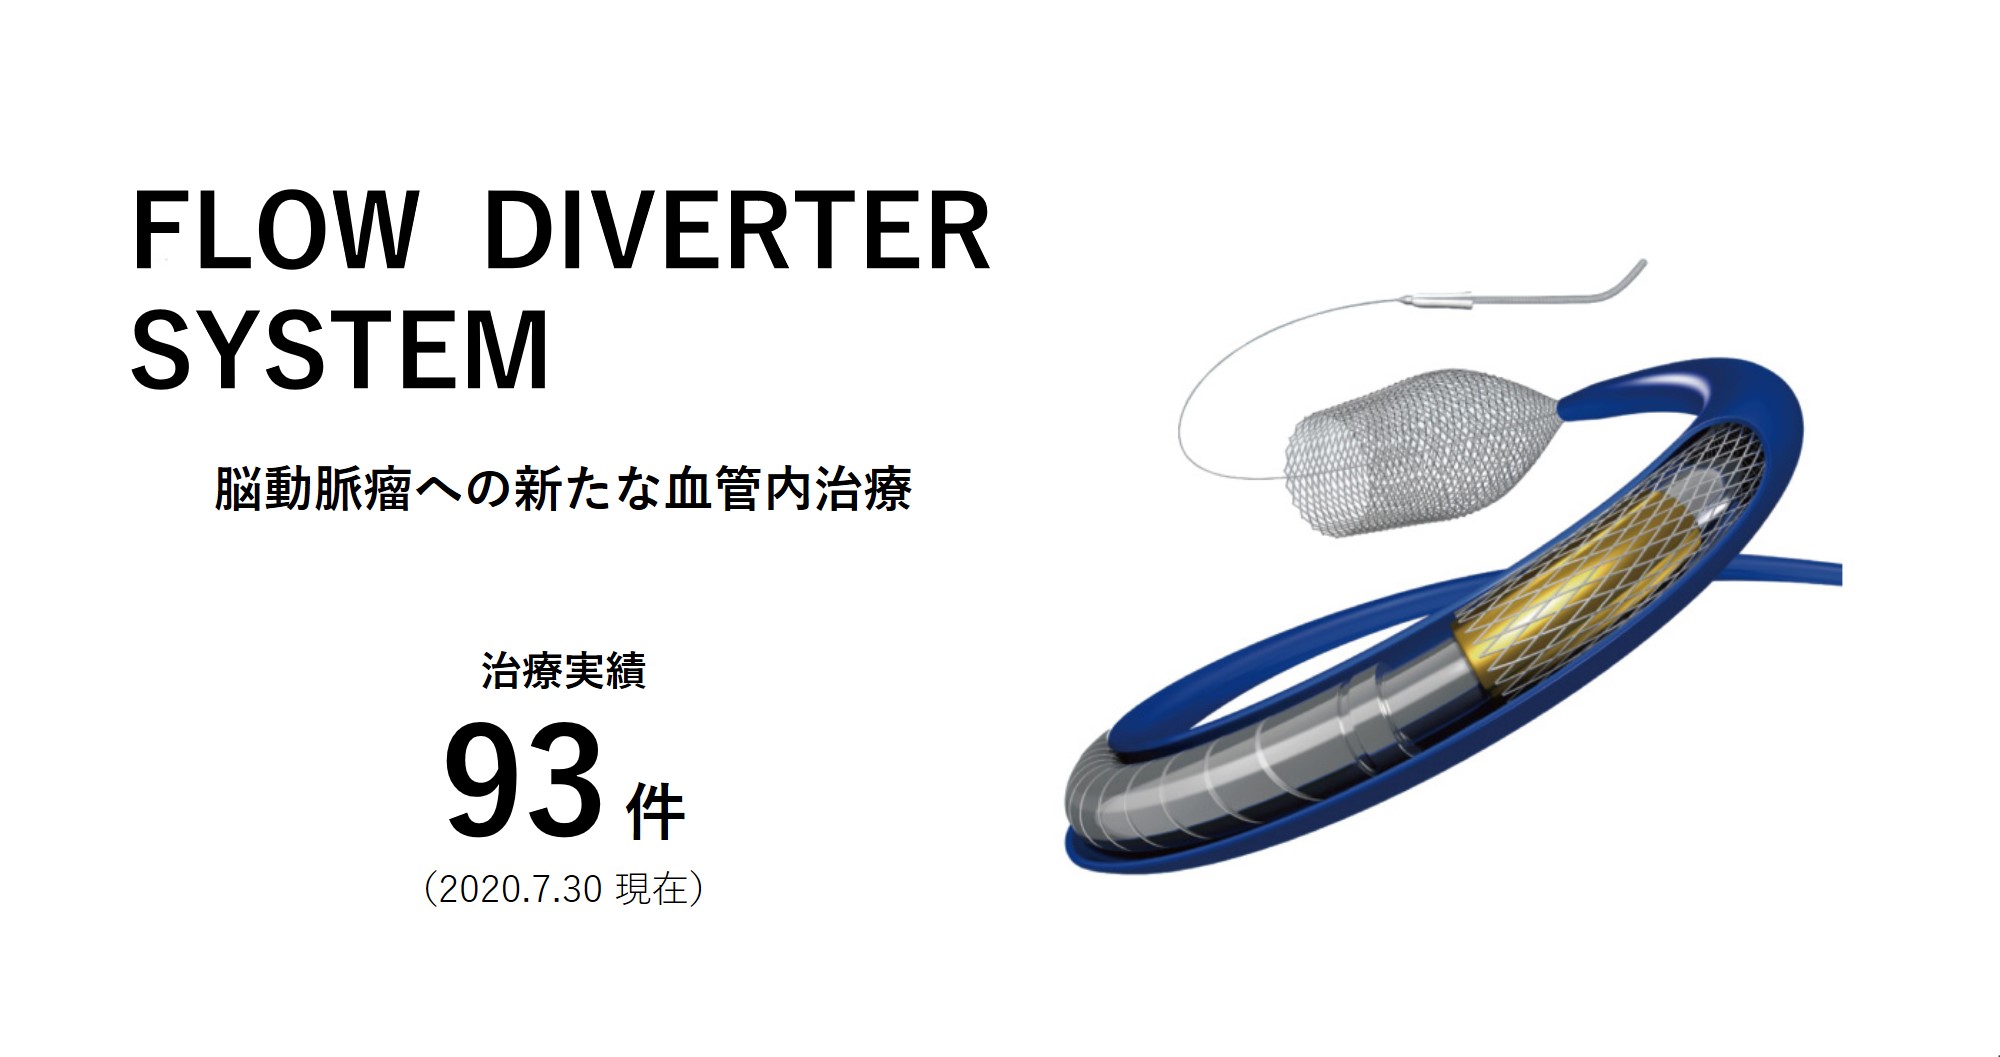 FLOW DIVERTER
SYSTEM
脳動脈瘤への新たな血管内治療
治療実績
93 件
（2020.7.30 現在）